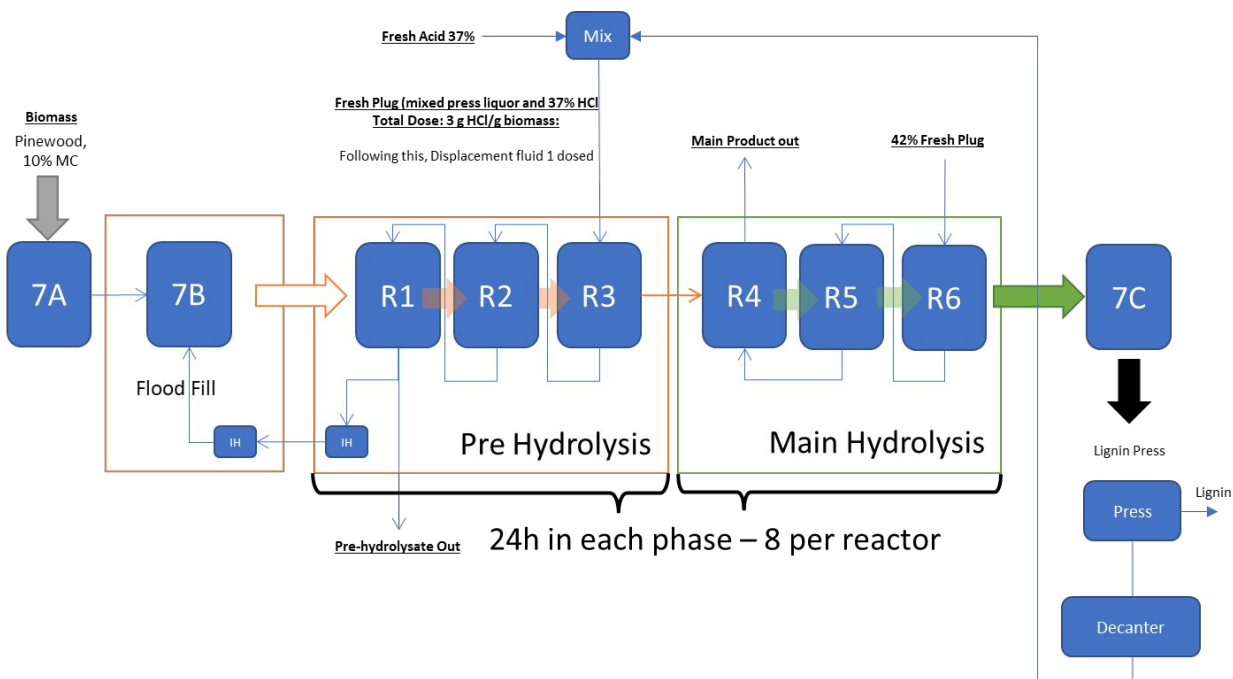 Fresh Acid 37%
Mix
Biomass
Pinewood,
10% MC
Fresh Plug (mixed press liquor and 37% HCl
Total Dose: 3 g HCl/g biomass:
Following this, Displacement fluid 1 dosed
Main Product out
42% Fresh Plug
7A
7B
R1
R2
R3
R4
R5
R6
7C
Flood Fill
IH
IH
Pre Hydrolysis
Main Hydrolysis
Lignin Press
Press
Lignin
Pre-hydrolysate Out
24h in each phase – 8 per reactor
Decanter